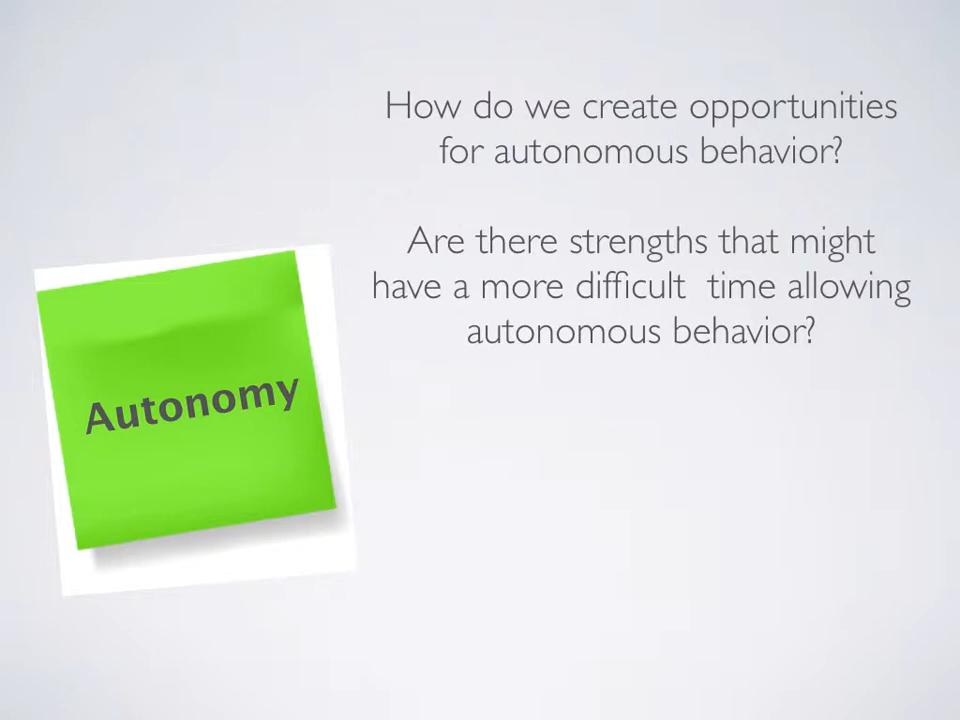 How do we create opportunities
for autonomous behavior?
Are there strengths that might
have a more difficult  time allowing
autonomous behavior?
Autonomy